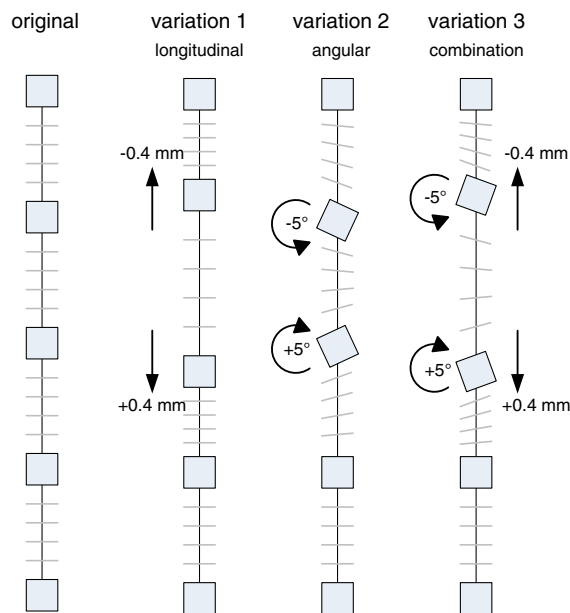 original
variation 1
variation 2
variation 3
longitudinal
angular
combination
-0.4 mm
-0.4 mm
-5°
-5°
+5°
+5°
+0.4 mm
+0.4 mm